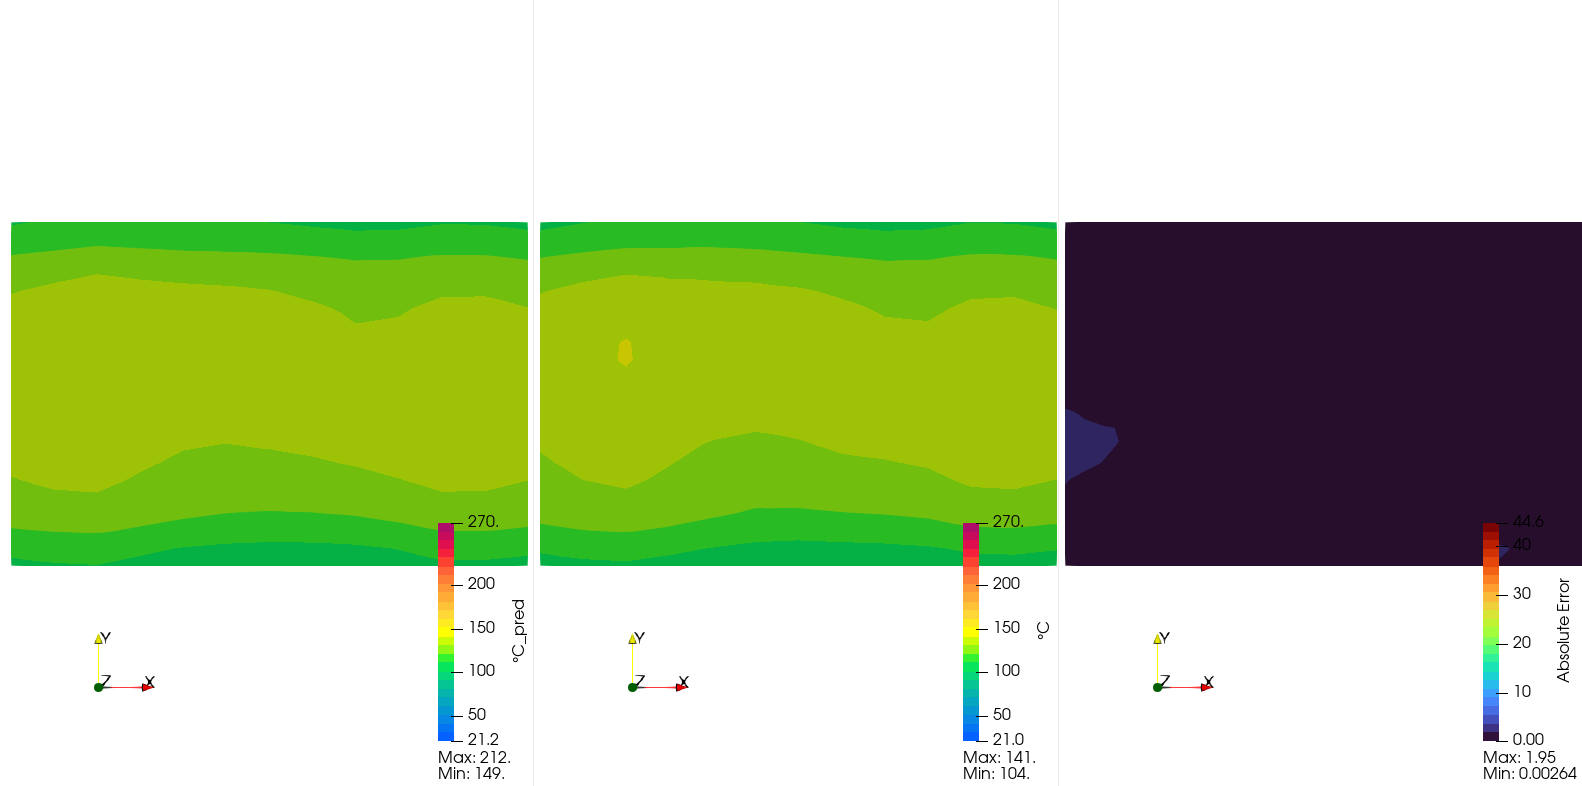 270.
200
150
100
50
21.2
°C_pred
Max: 212.
Min: 149.
Y
Z
X
270.
200
150
100
50
21.0
°C
Max: 141.
Min: 104.
Y
Z
X
44.6
40
30
20
10
0.00
Absolute Error
Max: 1.95
Min: 0.00264
Y
Z
X